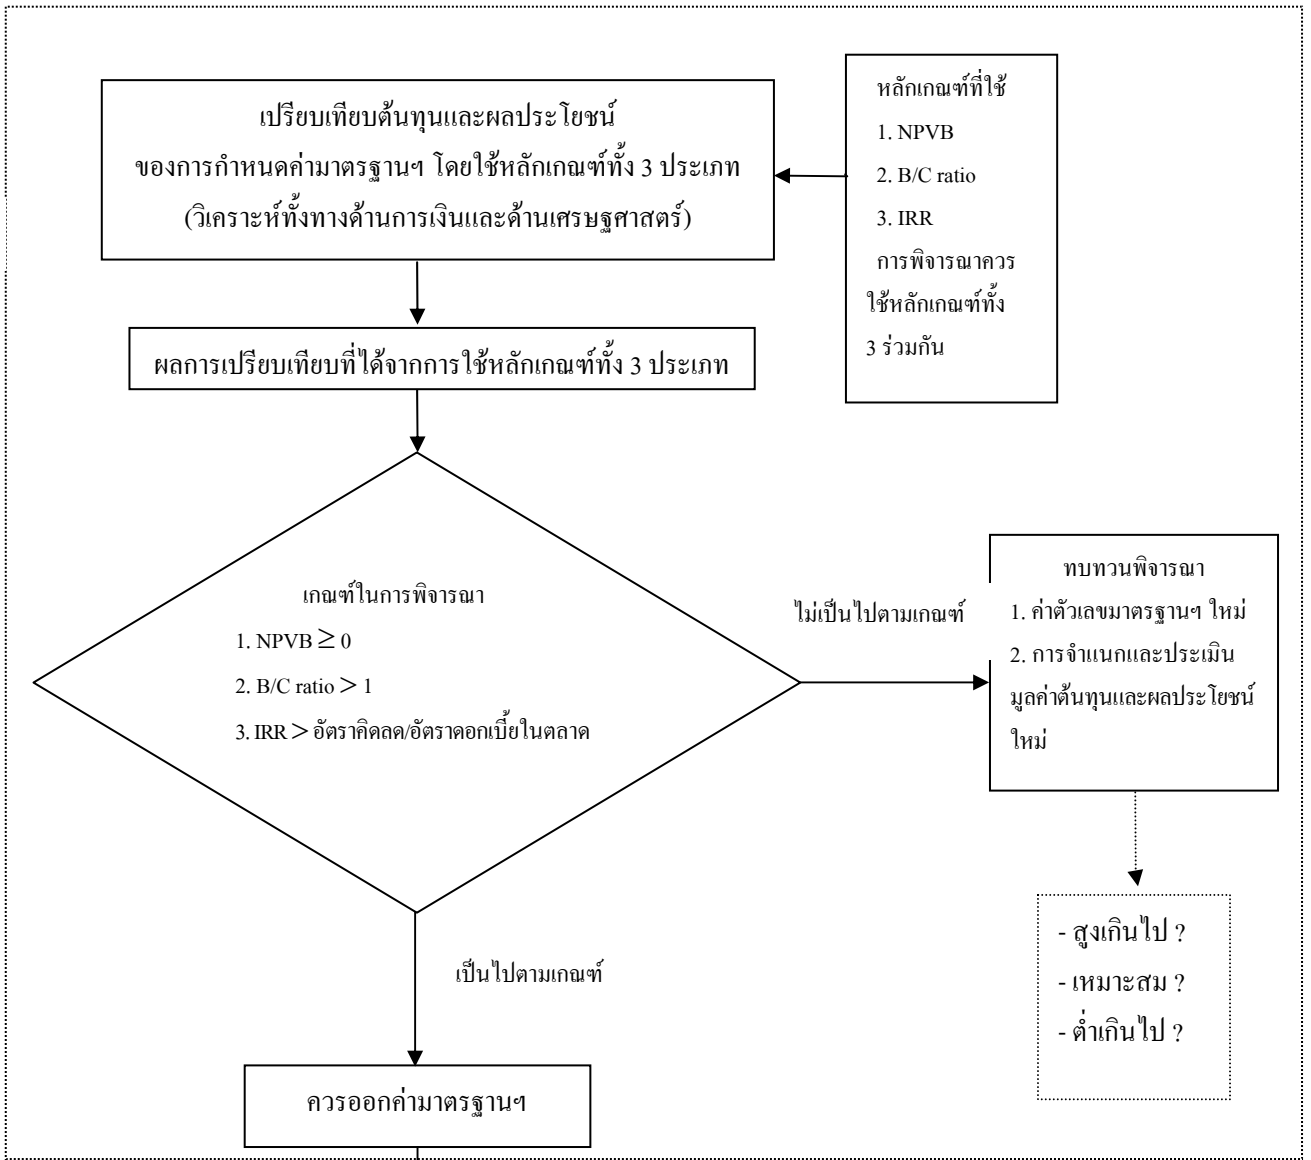 เปรียบเทียบต้นทุนและผลประโยชน์
ของการกำหนดค่ามาตรฐานฯ โดยใช้หลักเกณฑ์ทั้ง 3 ประเภท
(วิเคราะห์ทั้งทางด้านการเงินและด้านเศรษฐศาสตร์)
หลักเกณฑ์ที่ใช้
1. NPVB
2. B/C ratio
3. IRR
การพิจารณาควร
ใช้หลักเกณฑ์ทั้ง
3 ร่วมกัน
ผลการเปรียบเทียบที่ได้จากการใช้หลักเกณฑ์ทั้ง 3 ประเภท
เกณฑ์ในการพิจารณา
1. NPVB ≥ 0
2. B/C ratio > 1
3. IRR > อัตราคิดลด/อัตราดอกเบี้ยในตลาด
ไม่เป็นไปตามเกณฑ์
ทบทวนพิจารณา
1. ค่าตัวเลขมาตรฐานฯ ใหม่
2. การจำแนกและประเมิน
มูลค่าต้นทุนและผลประโยชน์
ใหม่
- สูงเกินไป ?
- เหมาะสม ?
- ต่ำเกินไป ?
เป็นไปตามเกณฑ์
ควรออกค่ามาตรฐานฯ